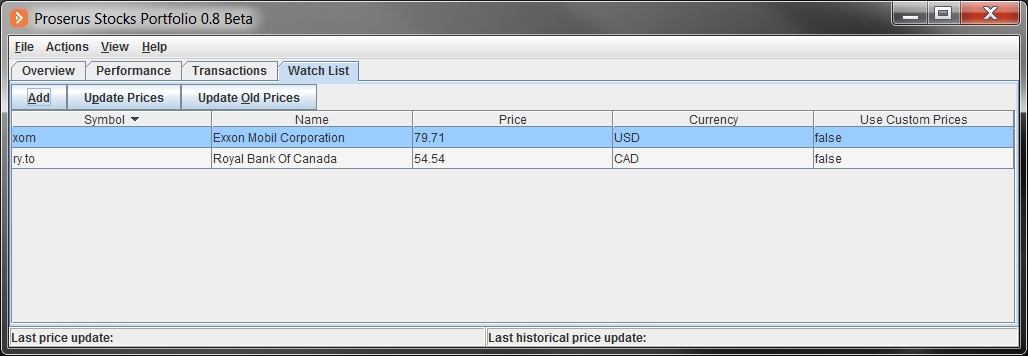 Proserus Stocks Portfolio 0.8 Beta
File Actions View Help
Overview Performance Transactions Watch List
Add Update Prices Update Old Prices
Symbol Name Price Currency Use Custom Prices
xom Exxon Mobil Corporation 79.71 USD false
ry.to Royal Bank Of Canada 54.54 CAD false
Last price update: Last historical price update: